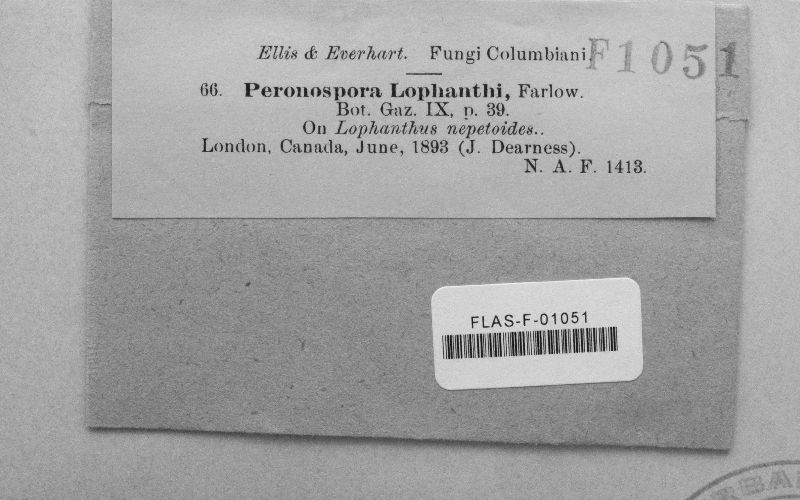 Ellis & Everhart. Fungi Columbiani. F1051
66. Peronospora Lophanthi, Farlow.
Bot. Gaz. IX, p. 39.
On Lophanthus nepetoides..
London, Canada, June, 1893 (J. Dearness).
N. A. F. 1413.
FLAS-F-01051